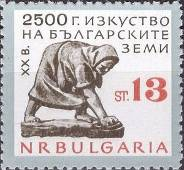 2500 Г. ИЗКУСТВО
НА БЪЛГАРСКИТЕ
ЗЕМИ
XX В.
ST. 13
NR BULGARIA